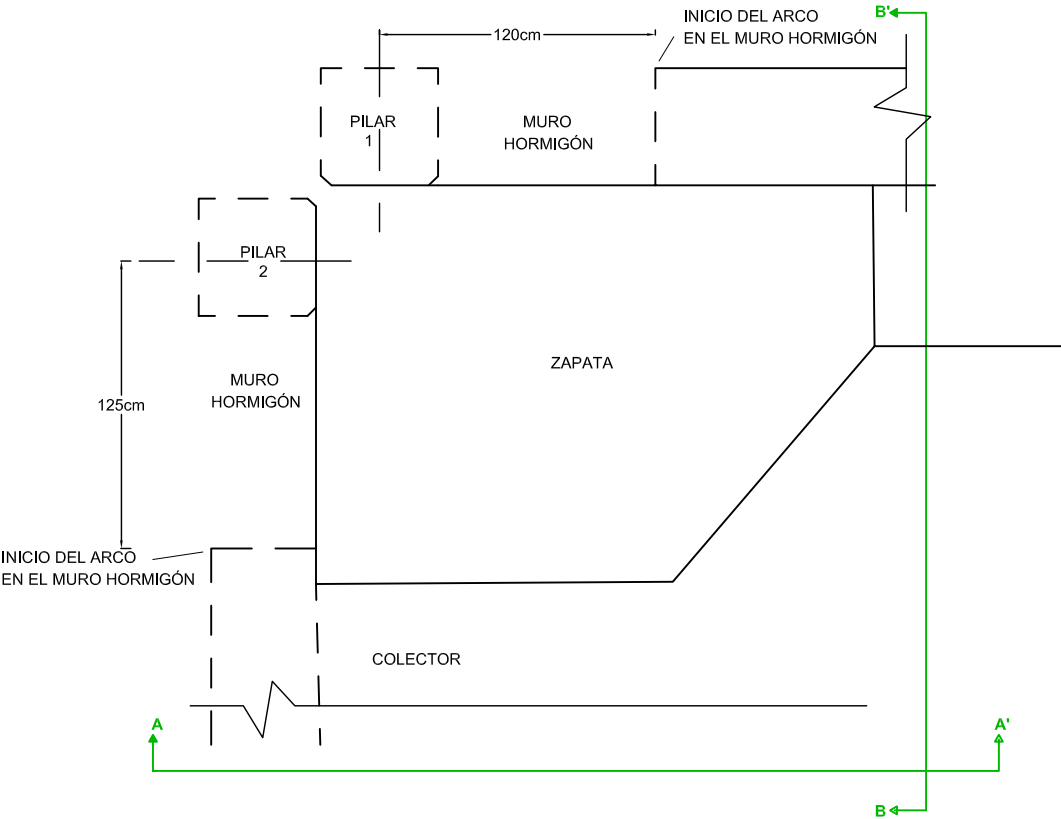 B'
INICIO DEL ARCO
EN EL MURO HORMIGÓN
120cm
PILAR
1
MURO
HORMIGÓN
PILAR
2
ZAPATA
MURO
HORMIGÓN
125cm
INICIO DEL ARCO
EN EL MURO HORMIGÓN
COLECTOR
A
A'
B